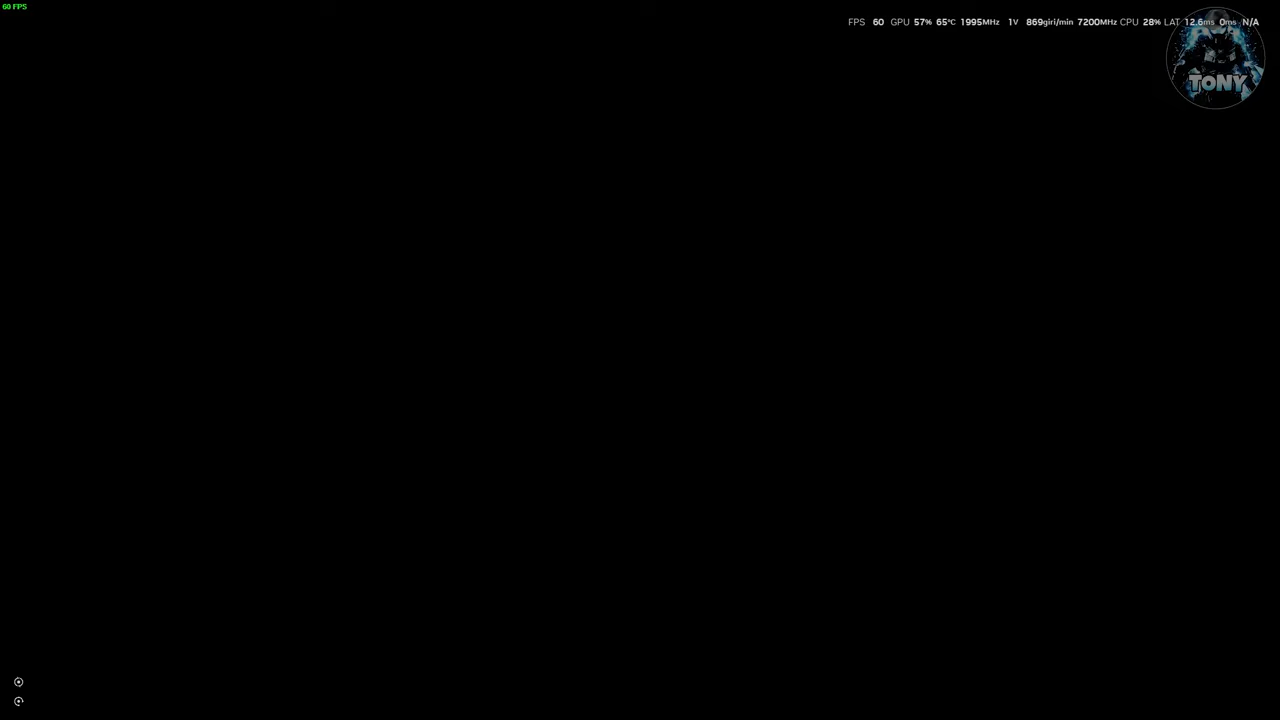 60 FPS
FPS 60 GPU 57% 65°C 1995MHz 1V 869giri/min 7200MHz CPU 28% LAT 12.6ms 0ms N/A
TONY